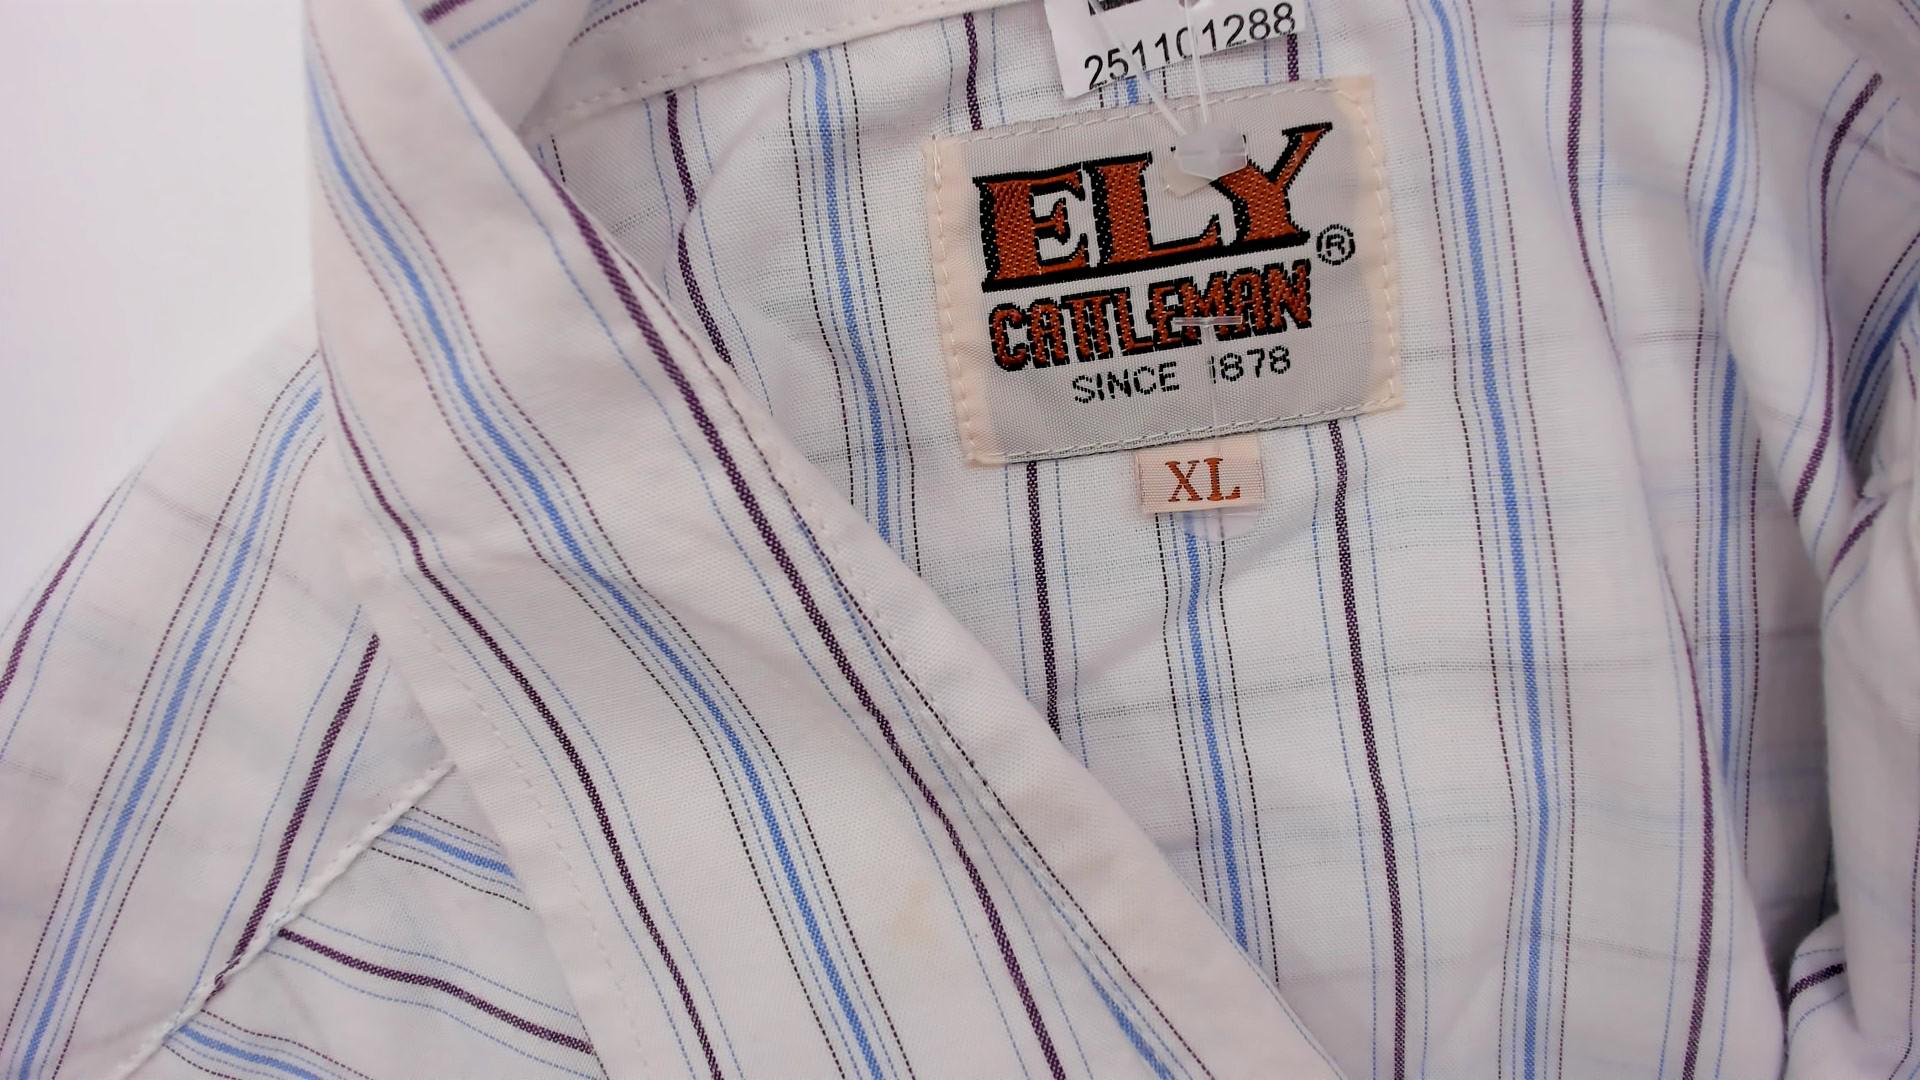 251101288
ELY
®
CATTLEMAN
SINCE 1878
XL